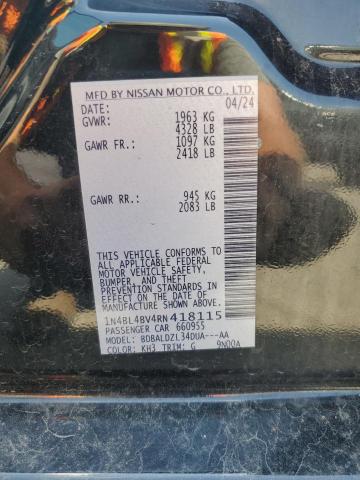 MFD BY NISSAN MOTOR CO., LTD.
DATE: 04/24
GVWR: 1963 KG
4328 LB
GAWR FR.: 1097 KG
2418 LB
GAWR RR.: 945 KG
2083 LB
THIS VEHICLE CONFORMS TO
ALL APPLICABLE FEDERAL
MOTOR VEHICLE SAFETY,
BUMPER, AND THEFT
PREVENTION STANDARDS IN
EFFECT ON THE DATE OF
MANUFACTURE SHOWN ABOVE.
1N4BL4BV4RN418115
PASSENGER CAR 660955
MODEL: BDBALDZL34DUA---AA
COLOR: KH3 TRIM: G 9N00A